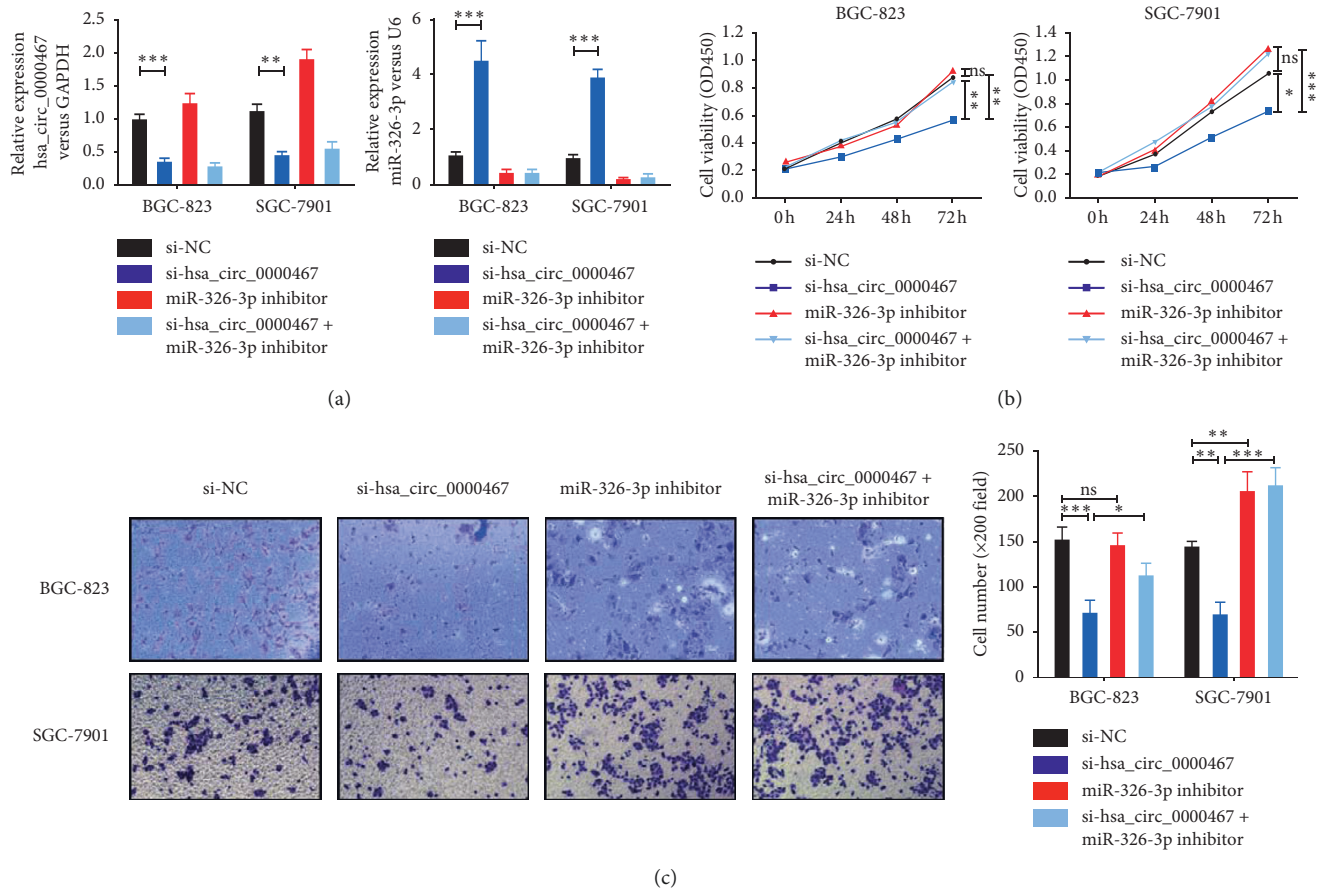 Relative expression
hsa_circ_0000467
versus GAPDH
2.5
2.0
1.5
1.0
0.5
0.0
***
**
BGC-823
SGC-7901
si-NC
si-hsa_circ_0000467
miR-326-3p inhibitor
si-hsa_circ_0000467 +
miR-326-3p inhibitor
Relative expression
miR-326-3p versus U6
6
4
2
0
***
***
BGC-823
SGC-7901
si-NC
si-hsa_circ_0000467
miR-326-3p inhibitor
si-hsa_circ_0000467 +
miR-326-3p inhibitor
(a)
BGC-823
Cell viability (OD450)
1.2
1.0
0.8
0.6
0.4
0.2
0.0
0 h
24 h
48 h
72 h
ns
**
**
si-NC
si-hsa_circ_0000467
miR-326-3p inhibitor
si-hsa_circ_0000467 +
miR-326-3p inhibitor
SGC-7901
Cell viability (OD450)
1.4
1.2
1.0
0.8
0.6
0.4
0.2
0.0
0 h
24 h
48 h
72 h
ns
*
***
si-NC
si-hsa_circ_0000467
miR-326-3p inhibitor
si-hsa_circ_0000467 +
miR-326-3p inhibitor
(b)
si-NC
si-hsa_circ_0000467
miR-326-3p inhibitor
si-hsa_circ_0000467 +
miR-326-3p inhibitor
BGC-823
SGC-7901
Cell number (×200 field)
250
200
150
100
50
0
ns
***
*
**
**
***
BGC-823
SGC-7901
si-NC
si-hsa_circ_0000467
miR-326-3p inhibitor
si-hsa_circ_0000467 +
miR-326-3p inhibitor
(c)